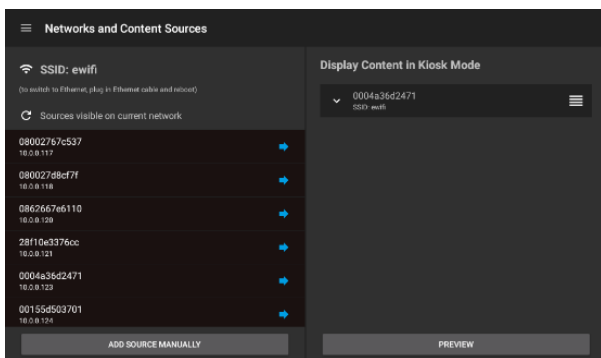 Networks and Content Sources
SSID: ewifi
(to switch to Ethernet, plug in Ethernet cable and reboot)
Sources visible on current network
08002767c537
10.0.0.117
080027d8cf7f
10.0.0.118
0862667e6110
10.0.0.120
28f10e3376cc
10.0.0.121
0004a36d2471
10.0.0.123
00155d503701
10.0.0.124
ADD SOURCE MANUALLY
Display Content in Kiosk Mode
0004a36d2471
SSID: ewifi
PREVIEW